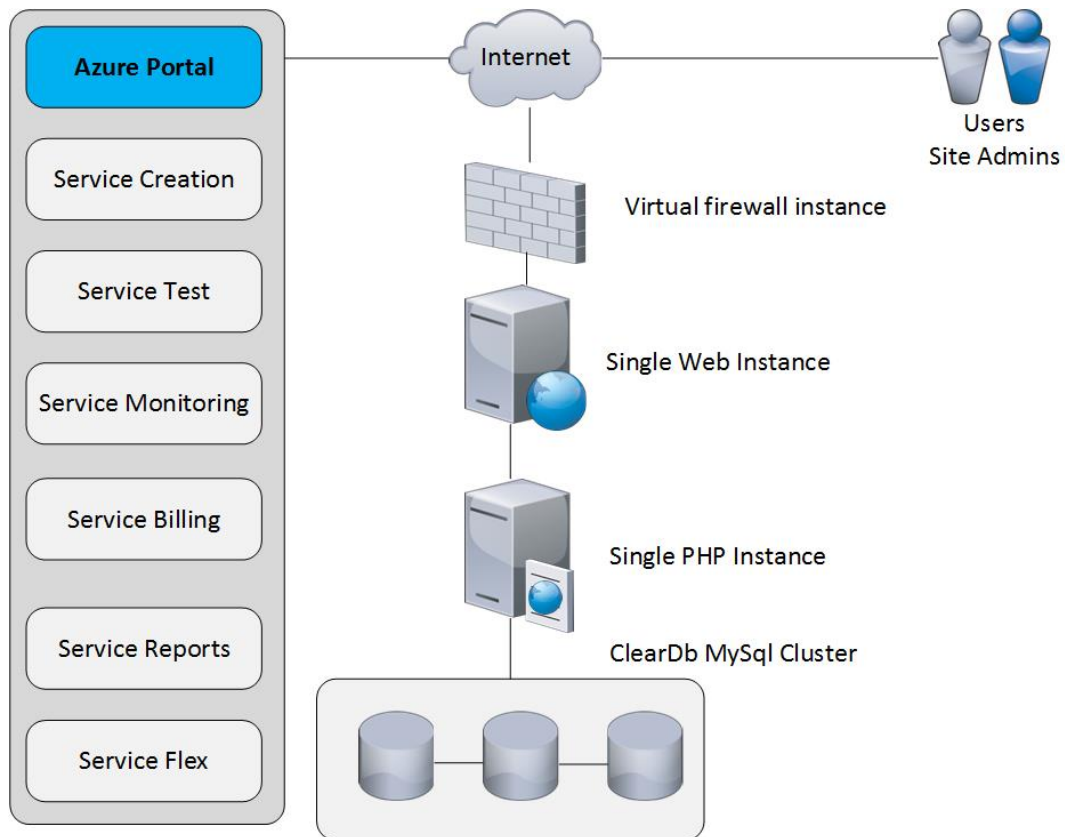 Azure Portal
Service Creation
Service Test
Service Monitoring
Service Billing
Service Reports
Service Flex
Internet
Users
Site Admins
Virtual firewall instance
Single Web Instance
Single PHP Instance
ClearDb MySql Cluster